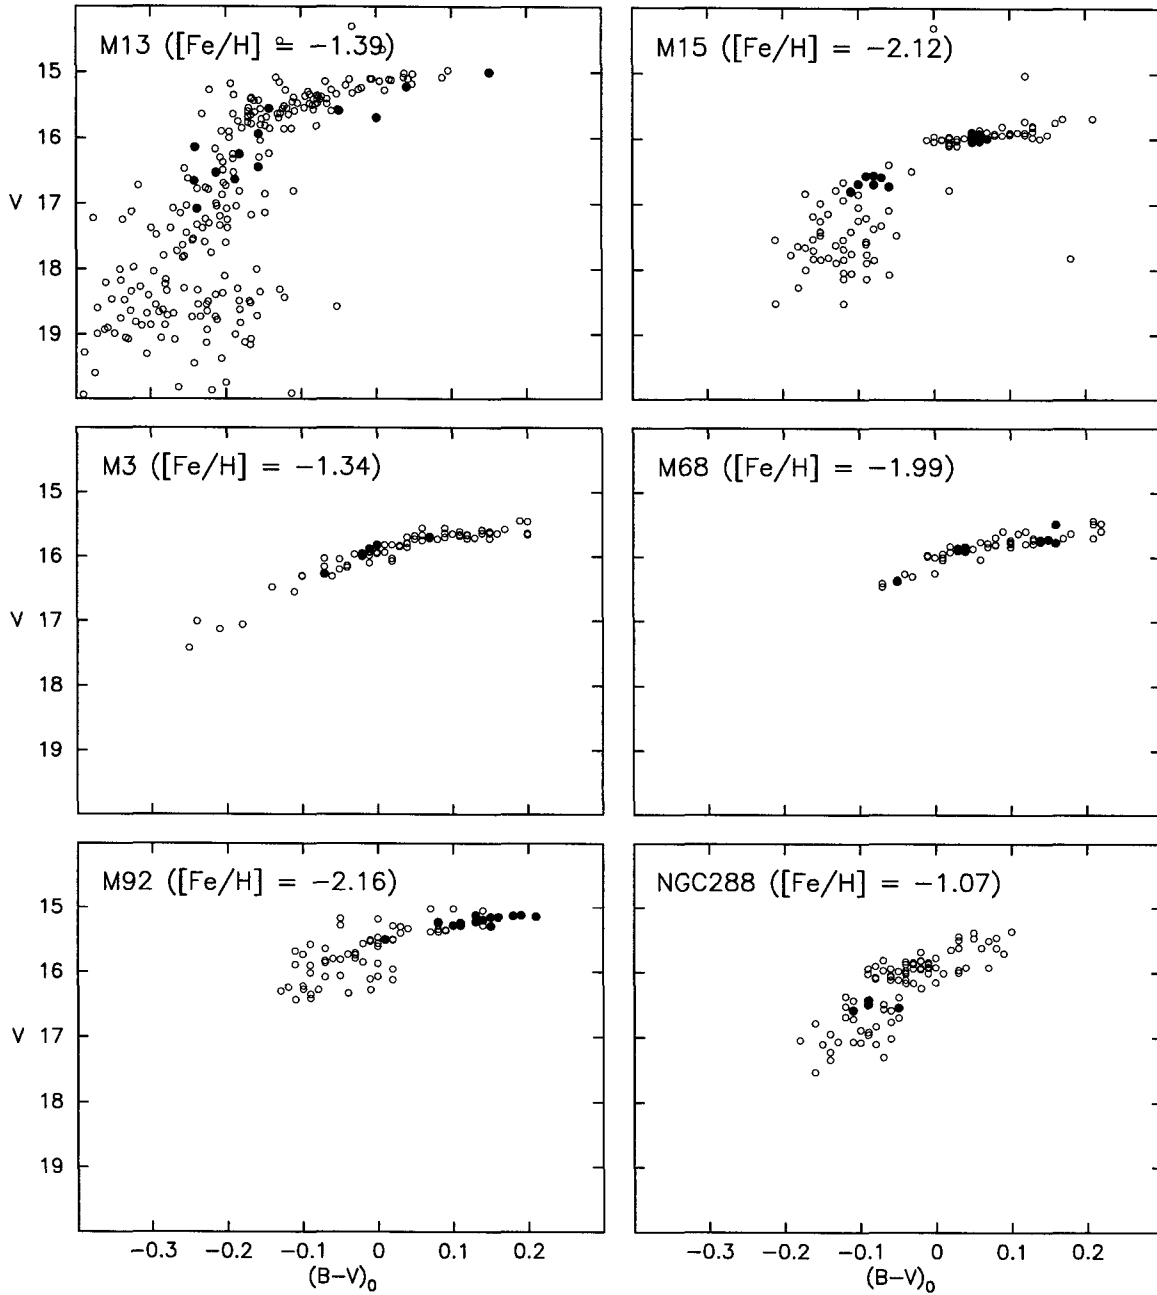 M13 ([Fe/H] = −1.39)
15
16
V 17
18
19
M15 ([Fe/H] = −2.12)
M3 ([Fe/H] = −1.34)
15
16
V 17
18
19
M68 ([Fe/H] = −1.99)
M92 ([Fe/H] = −2.16)
15
16
V 17
18
19
−0.3 −0.2 −0.1 0 0.1 0.2
(B−V)₀
NGC288 ([Fe/H] = −1.07)
−0.3 −0.2 −0.1 0 0.1 0.2
(B−V)₀